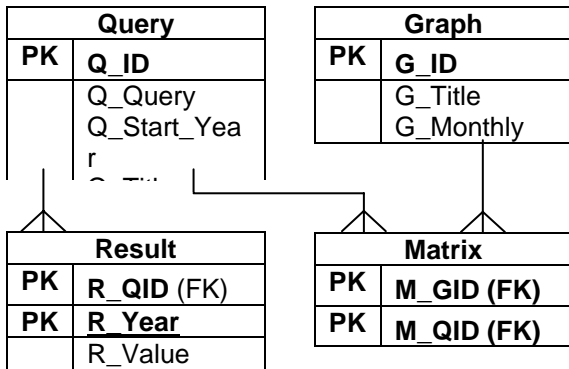 Query
PK Q_ID
Q_Query
Q_Start_Yea
r
Graph
PK G_ID
G_Title
G_Monthly
Result
PK R_QID (FK)
PK R_Year
R_Value
Matrix
PK M_GID (FK)
PK M_QID (FK)